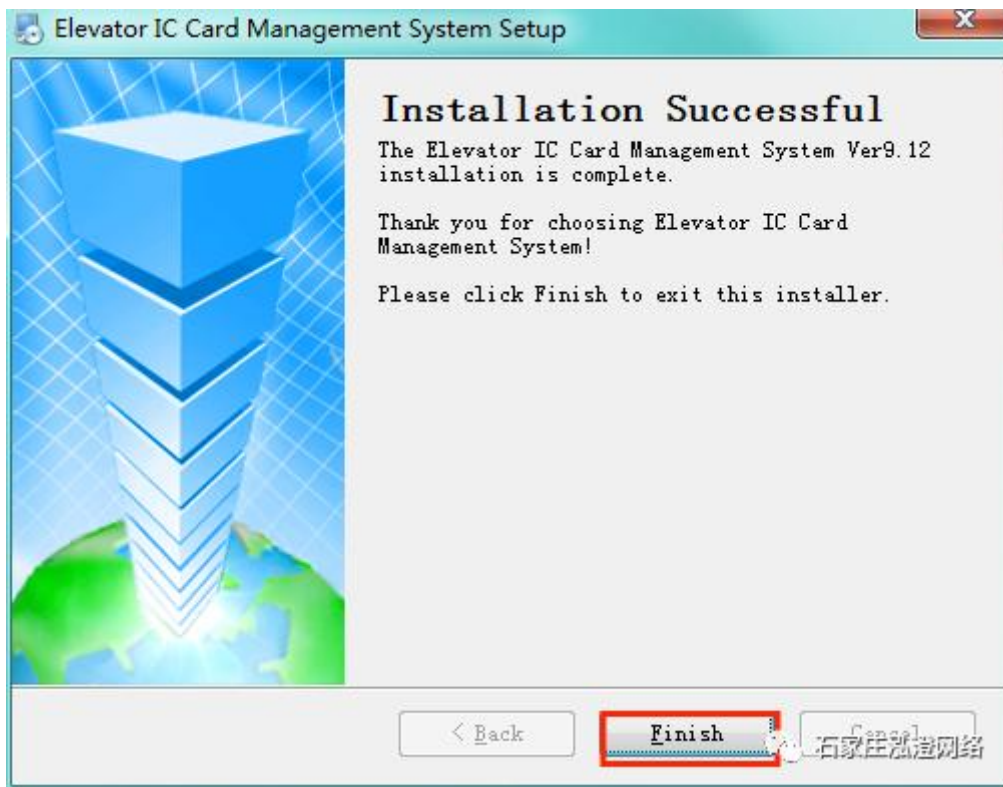 Elevator IC Card Management System Setup
X
Installation Successful
The Elevator IC Card Management System Ver9.12
installation is complete.
Thank you for choosing Elevator IC Card
Management System!
Please click Finish to exit this installer.
< Back
Finish
Cancel
石家庄泓澄网络